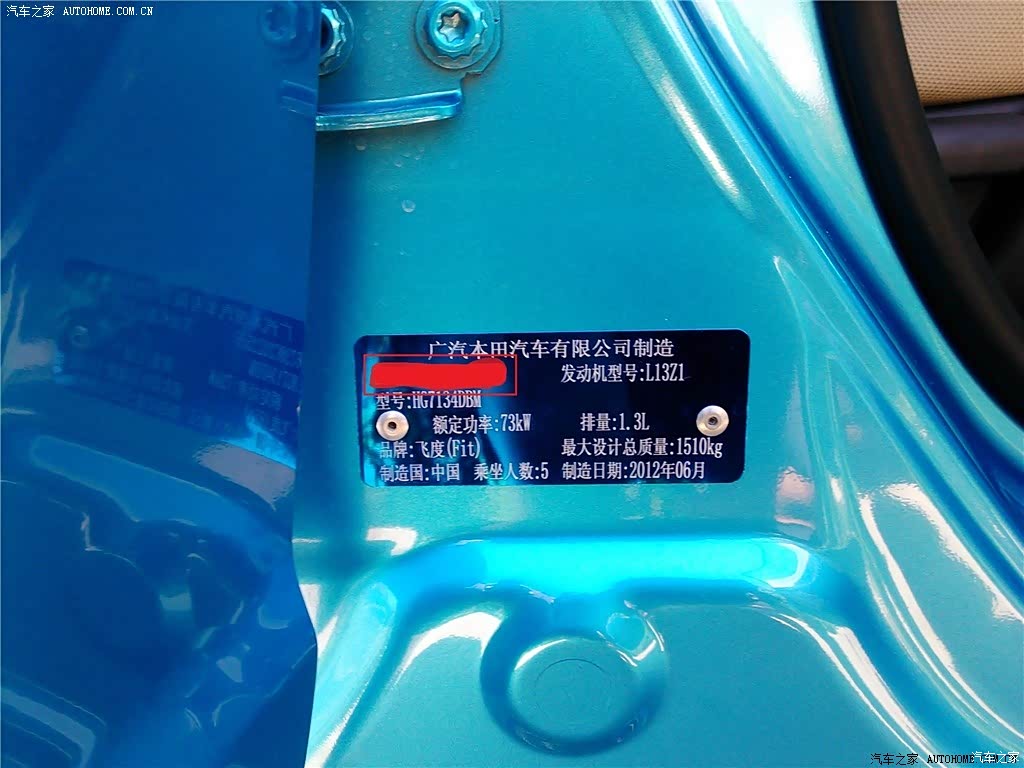 汽车之家 AUTOHOME.COM.CN
广汽本田汽车有限公司制造
发动机型号:L13Z1
型号:HG7134DBM
额定功率:73kW 排量:1.3L
品牌:飞度(Fit) 最大设计总质量:1510kg
制造国:中国 乘坐人数:5 制造日期:2012年06月
汽车之家 AUTOHOME 汽车之家